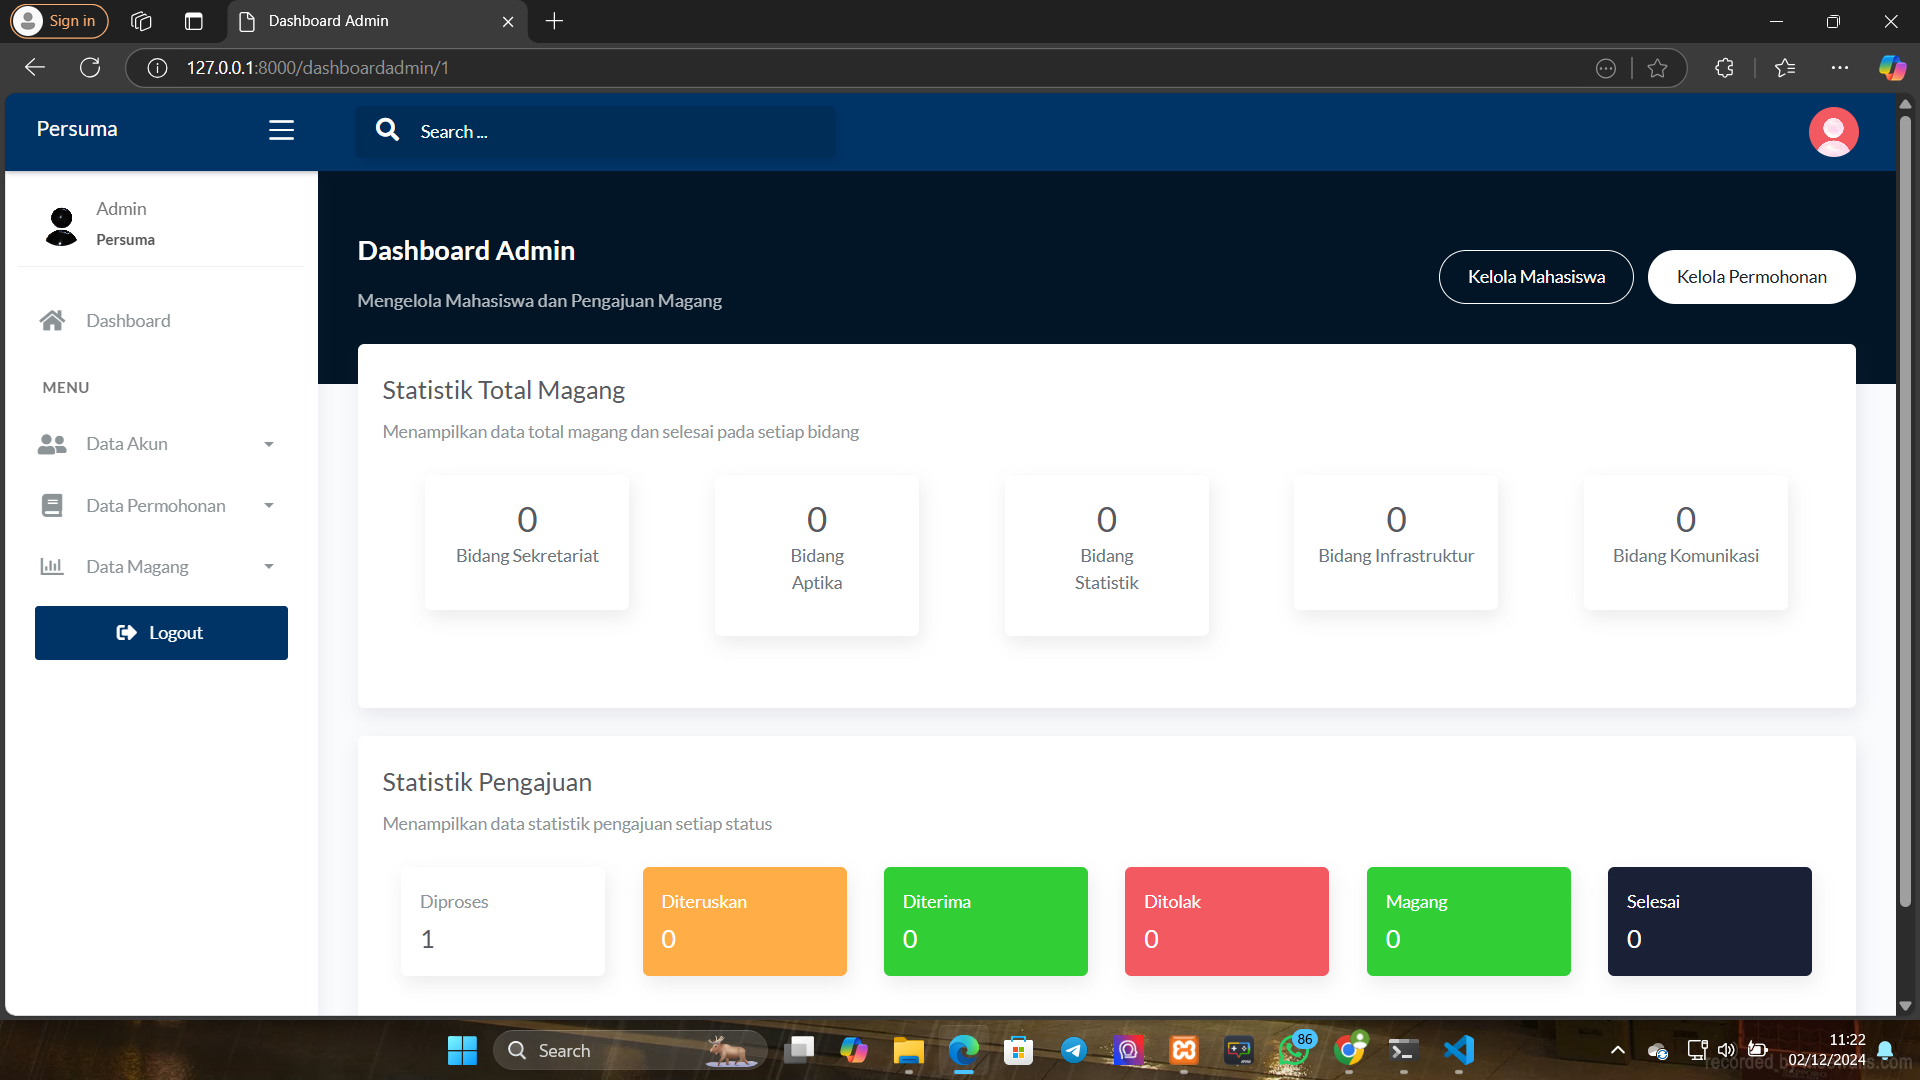 Sign in
Dashboard Admin
127.0.0.1:8000/dashboardadmin/1
Persuma
Search ...
Admin
Persuma
Dashboard
MENU
Data Akun
Data Permohonan
Data Magang
Logout
Dashboard Admin
Mengelola Mahasiswa dan Pengajuan Magang
Kelola Mahasiswa
Kelola Permohonan
Statistik Total Magang
Menampilkan data total magang dan selesai pada setiap bidang
0
Bidang Sekretariat
0
Bidang
Aptika
0
Bidang
Statistik
0
Bidang Infrastruktur
0
Bidang Komunikasi
Statistik Pengajuan
Menampilkan data statistik pengajuan setiap status
Diproses
1
Diteruskan
0
Diterima
0
Ditolak
0
Magang
0
Selesai
0
Search
86
11:22
02/12/2024